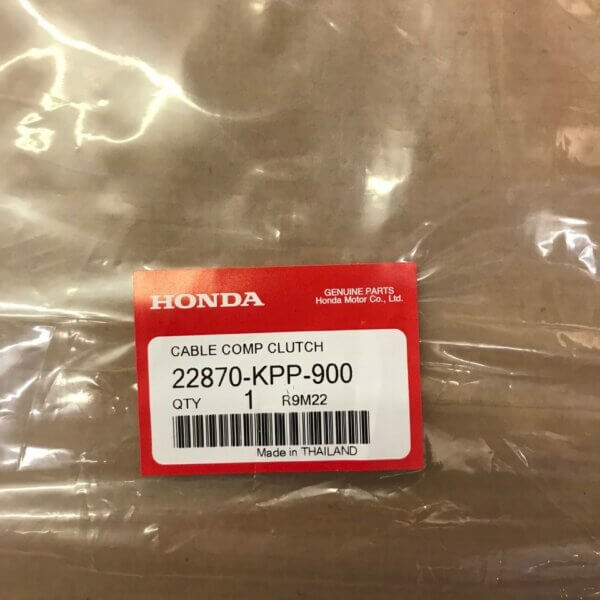 HONDA
GENUINE PARTS
Honda Motor Co., Ltd.
CABLE COMP CLUTCH
22870-KPP-900
QTY 1 R9M22
Made in THAILAND